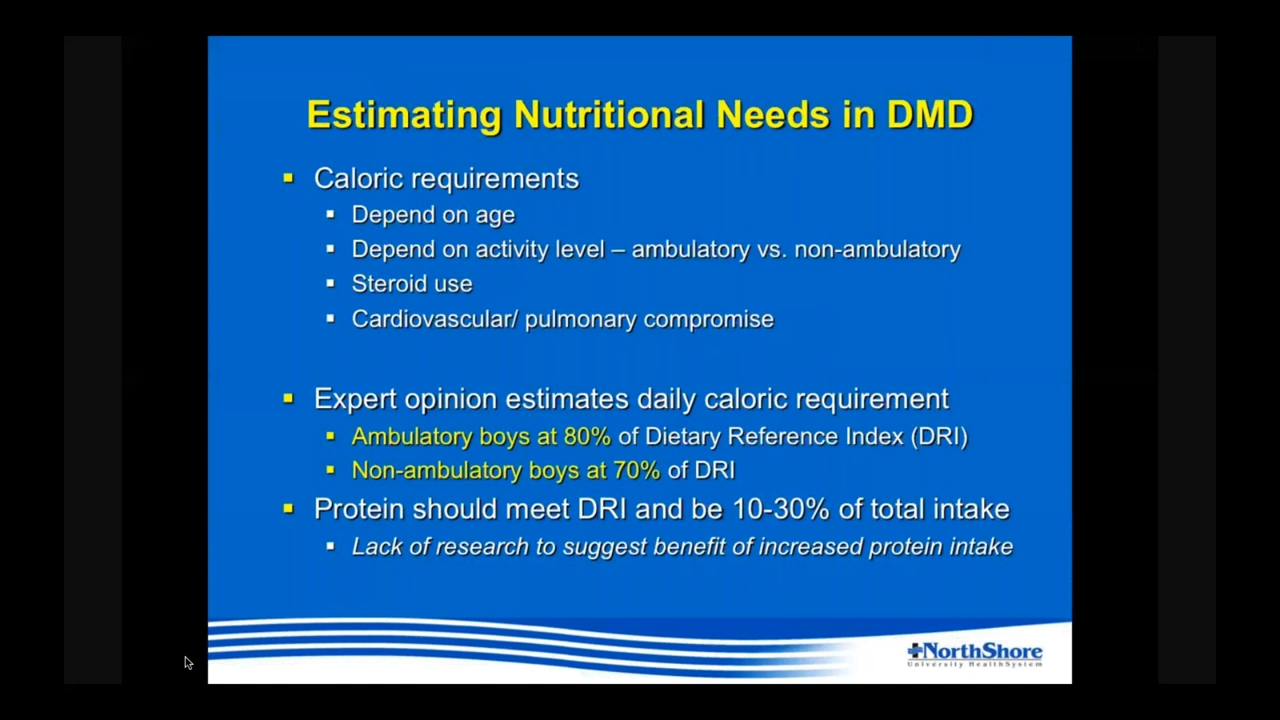 Estimating Nutritional Needs in DMD
▪ Caloric requirements
▪ Depend on age
▪ Depend on activity level – ambulatory vs. non-ambulatory
▪ Steroid use
▪ Cardiovascular/ pulmonary compromise
▪ Expert opinion estimates daily caloric requirement
▪ Ambulatory boys at 80% of Dietary Reference Index (DRI)
▪ Non-ambulatory boys at 70% of DRI
▪ Protein should meet DRI and be 10-30% of total intake
▪ Lack of research to suggest benefit of increased protein intake
NorthShore
University HealthSystem